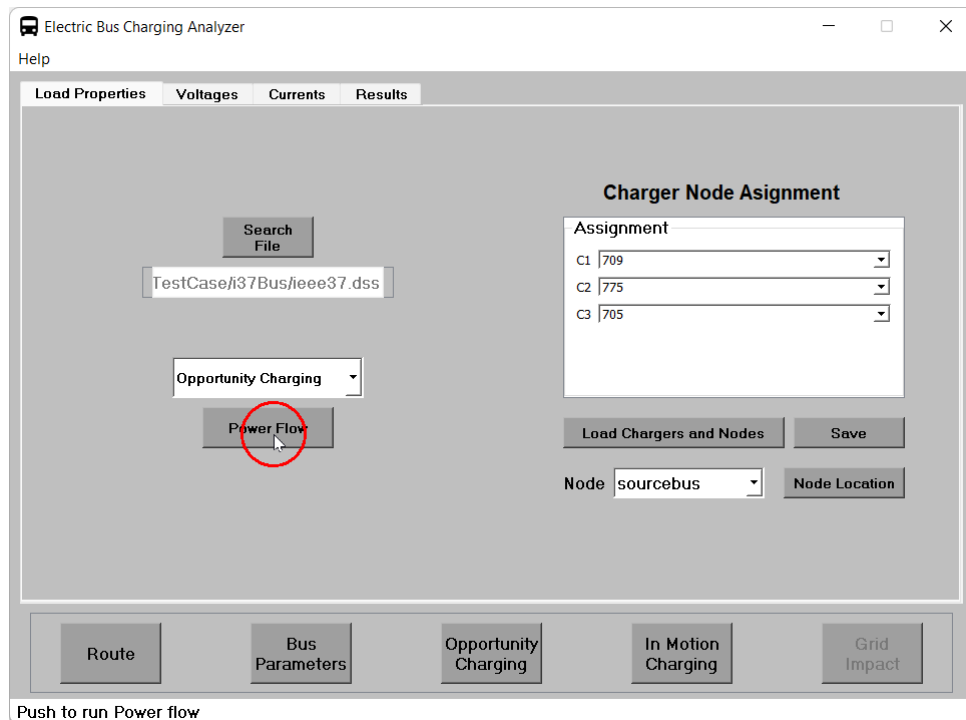 Electric Bus Charging Analyzer
Help
Load Properties Voltages Currents Results
Charger Node Asignment
Search
File
TestCase/i37Bus/ieee37.dss
Assignment
C1 709
C2 775
C3 705
Opportunity Charging
Power Flow
Load Chargers and Nodes Save
Node sourcebus Node Location
Route
Bus
Parameters
Opportunity
Charging
In Motion
Charging
Grid
Impact
Push to run Power flow